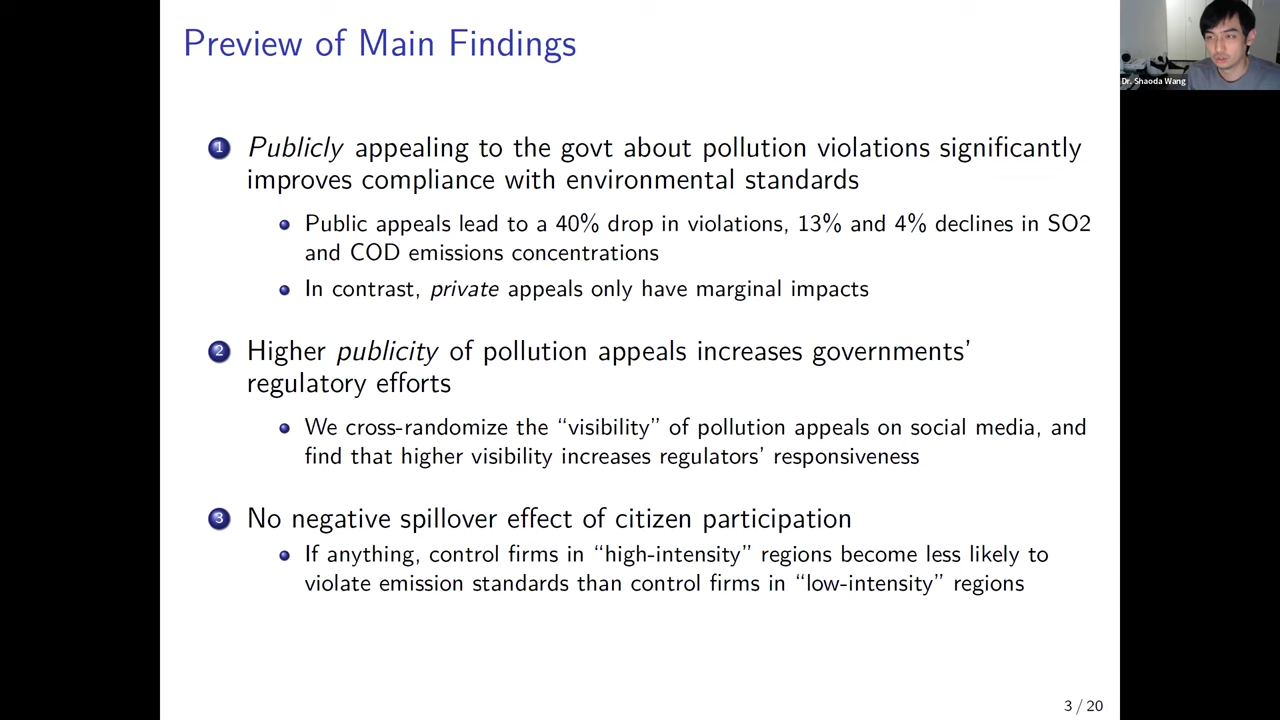 Preview of Main Findings
Dr. Shaoda Wang
1 Publicly appealing to the govt about pollution violations significantly
improves compliance with environmental standards
Public appeals lead to a 40% drop in violations, 13% and 4% declines in SO2
and COD emissions concentrations
In contrast, private appeals only have marginal impacts
2 Higher publicity of pollution appeals increases governments’
regulatory efforts
We cross-randomize the “visibility” of pollution appeals on social media, and
find that higher visibility increases regulators’ responsiveness
3 No negative spillover effect of citizen participation
If anything, control firms in “high-intensity” regions become less likely to
violate emission standards than control firms in “low-intensity” regions
3 / 20